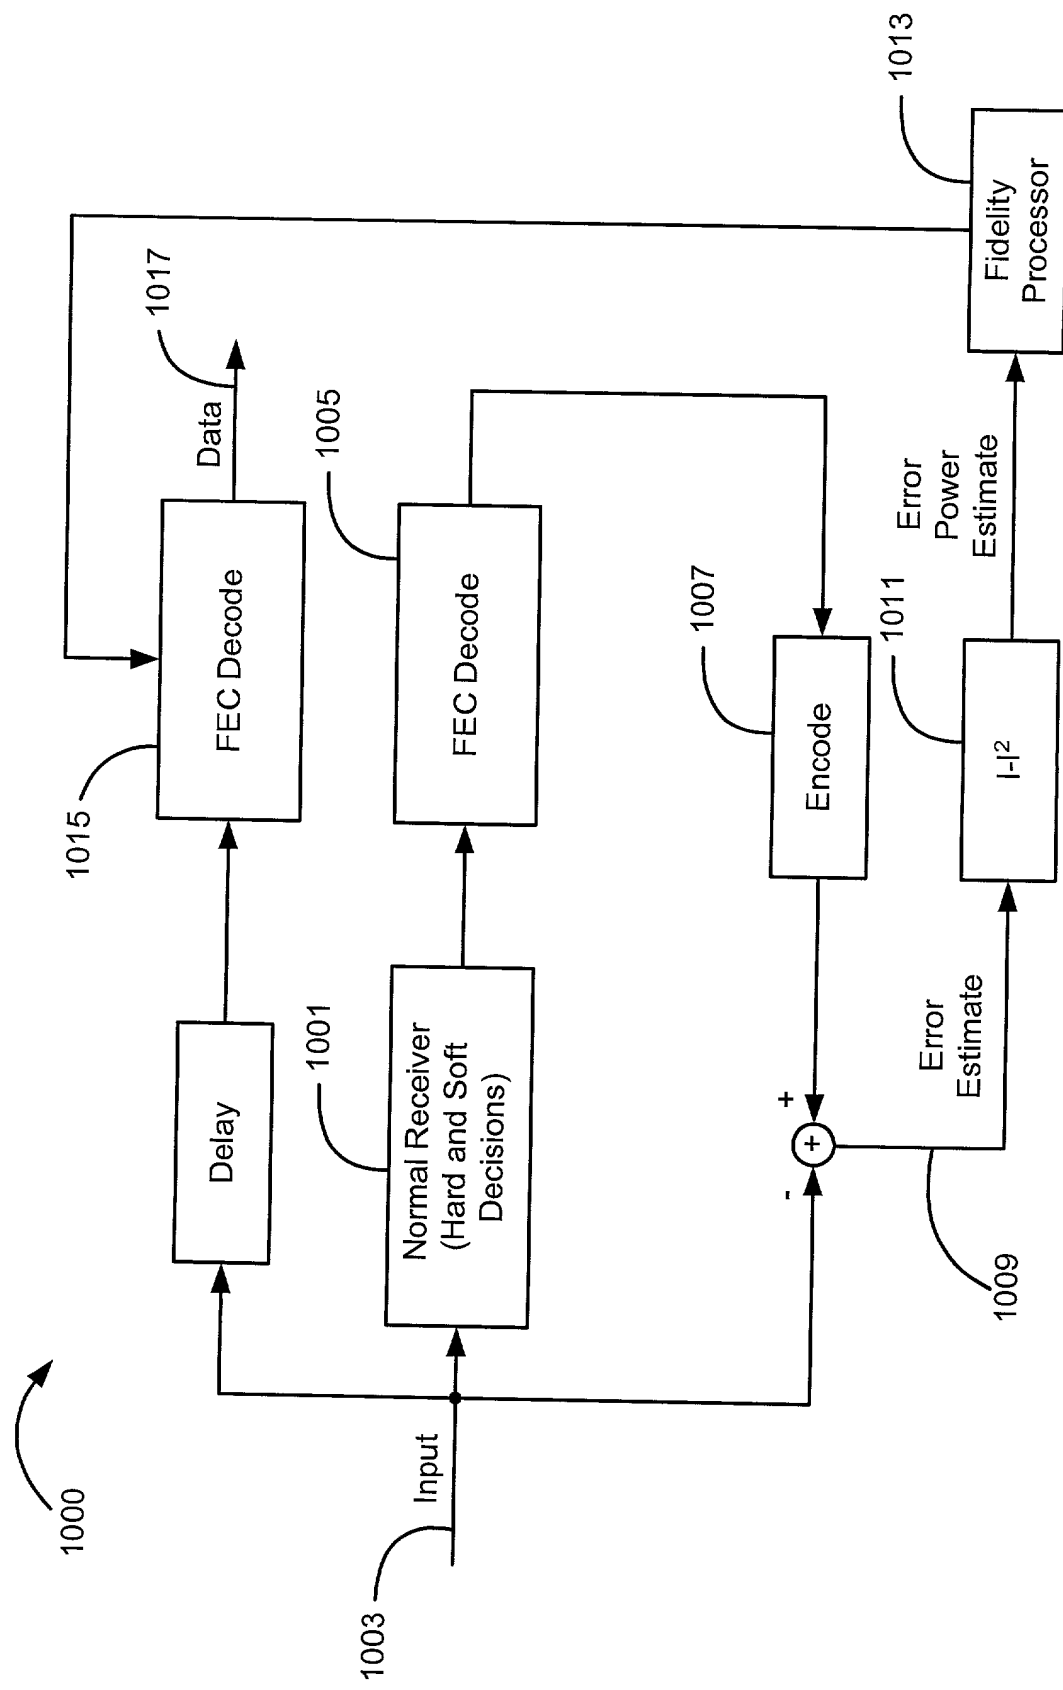 1000
1003
Input
Delay
1015
FEC Decode
1017
Data
1001
Normal Receiver
(Hard and Soft
Decisions)
1005
FEC Decode
1007
Encode
+
-
+
1009
Error
Estimate
1011
|-|²
Error
Power
Estimate
1013
Fidelity
Processor